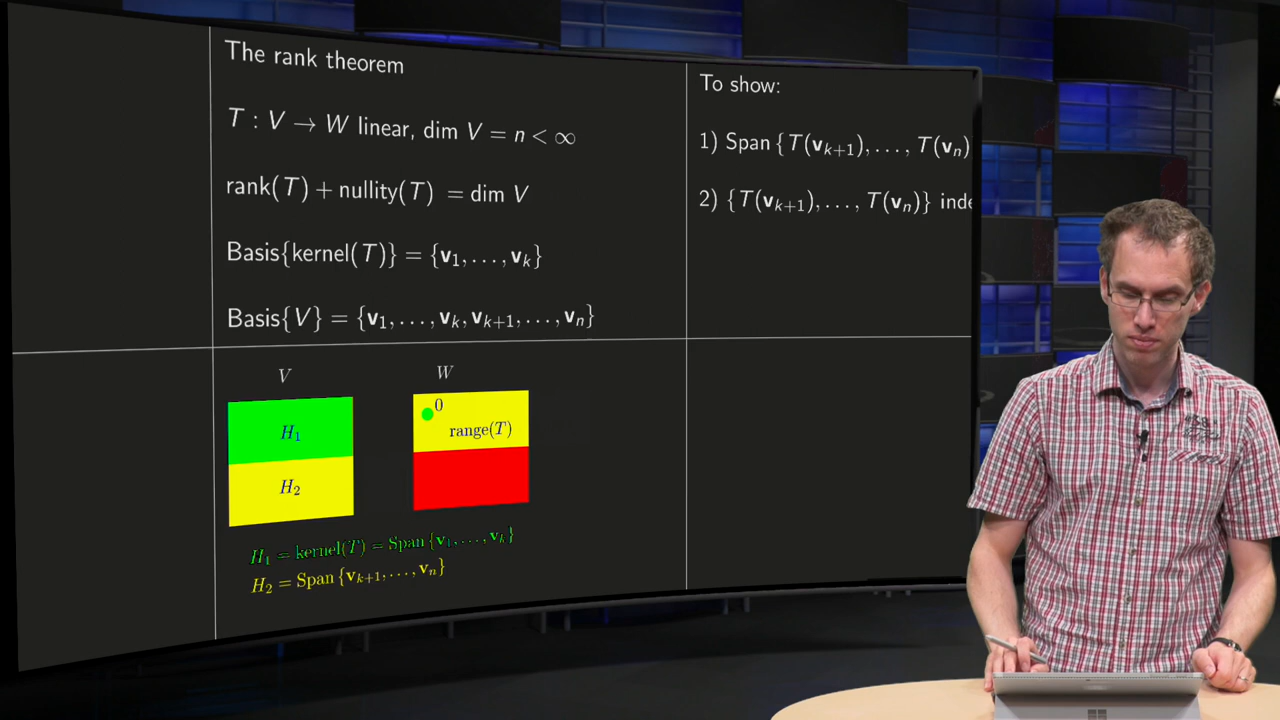 The rank theorem
T : V → W linear, dim V = n < ∞
rank(T) + nullity(T) = dim V
Basis{kernel(T)} = {v₁, . . . , vₖ}
Basis{V} = {v₁, . . . , vₖ, vₖ₊₁, . . . , vₙ}
To show:
1) Span {T(vₖ₊₁), . . . , T(vₙ)
2) {T(vₖ₊₁), . . . , T(vₙ)} inde
V
W
H₁
H₂
0
range(T)
H₁ = kernel(T) = Span {v₁, . . . , vₖ}
H₂ = Span {vₖ₊₁, . . . , vₙ}